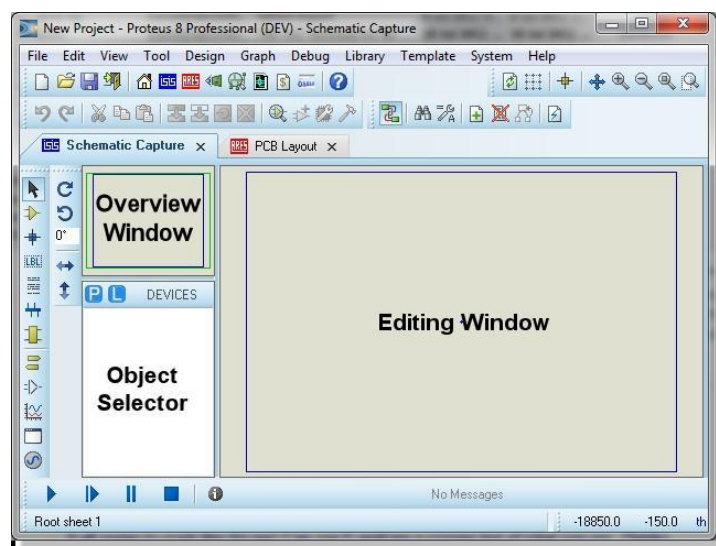 New Project - Proteus 8 Professional (DEV) - Schematic Capture
File Edit View Tool Design Graph Debug Library Template System Help
Schematic Capture x PCB Layout x
Overview
Window
0°
LBL
P L DEVICES
Editing Window
Object
Selector
No Messages
Root sheet 1 -18850.0 -150.0 th